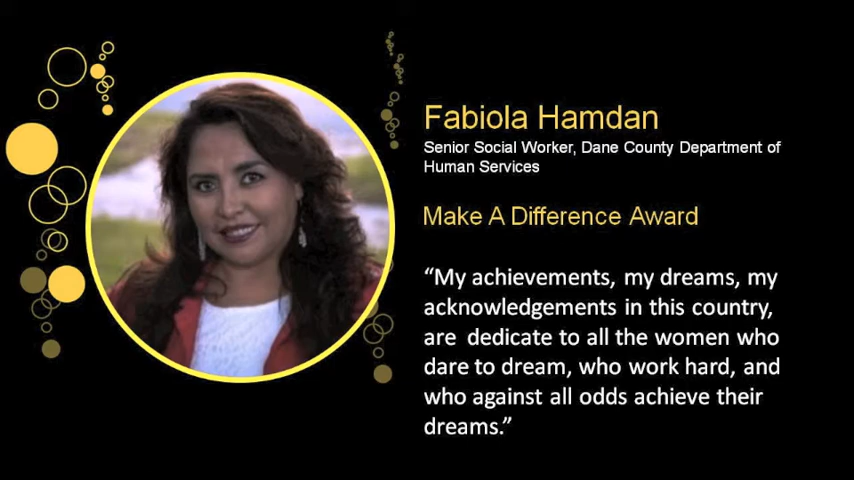 Fabiola Hamdan
Senior Social Worker, Dane County Department of
Human Services
Make A Difference Award
“My achievements, my dreams, my
acknowledgements in this country,
are dedicate to all the women who
dare to dream, who work hard, and
who against all odds achieve their
dreams.”